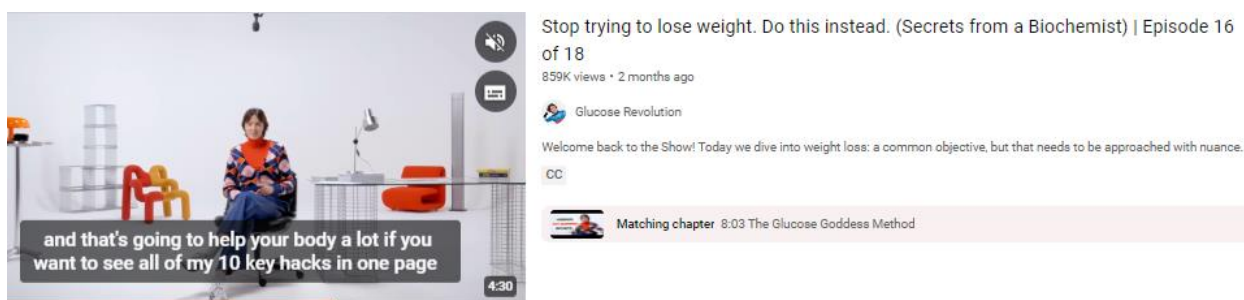 and that's going to help your body a lot if you
want to see all of my 10 key hacks in one page
4:30
Stop trying to lose weight. Do this instead. (Secrets from a Biochemist) | Episode 16
of 18
859K views • 2 months ago
Glucose Revolution
Welcome back to the Show! Today we dive into weight loss: a common objective, but that needs to be approached with nuance.
CC
Matching chapter 8:03 The Glucose Goddess Method